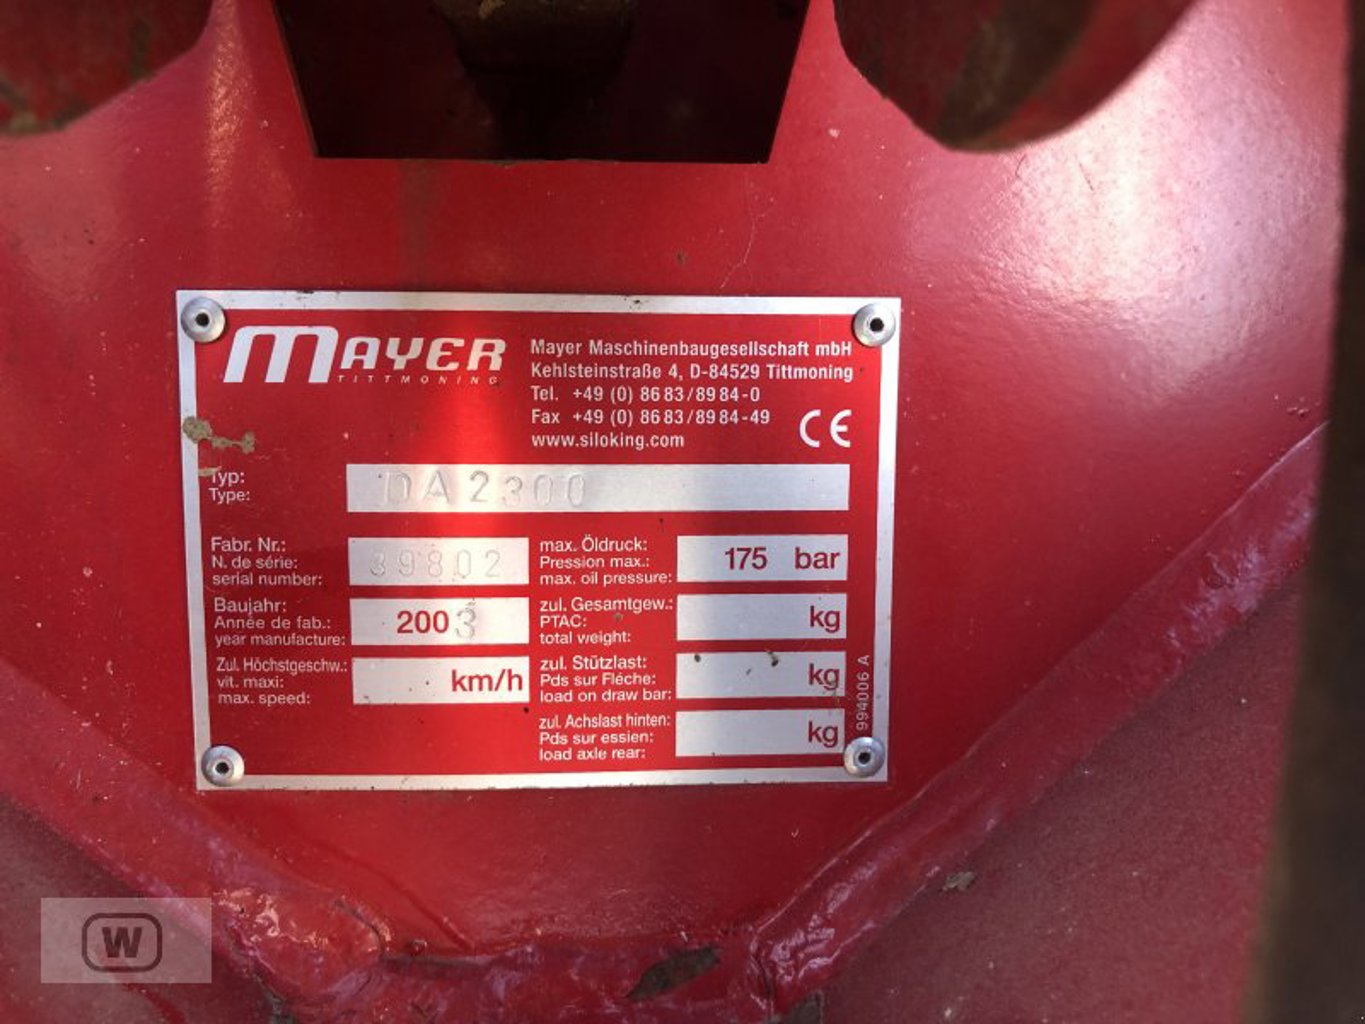 MAYER
TITTMONING
Mayer Maschinenbaugesellschaft mbH
Kehlsteinstraße 4, D-84529 Tittmoning
Tel. +49 (0) 86 83/89 84-0
Fax +49 (0) 86 83/89 84-49
www.siloking.com
CE
Typ:
Type:
DA2300
Fabr. Nr.:
N. de série:
serial number:
39802
Baujahr:
Année de fab.:
year manufacture:
2003
Zul. Höchstgeschw.:
vit. maxi:
max. speed:
km/h
max. Öldruck:
Pression max.:
max. oil pressure:
175 bar
zul. Gesamtgew.:
PTAC:
total weight:
kg
zul. Stützlast:
Pds sur Fléche:
load on draw bar:
kg
zul. Achslast hinten:
Pds sur essien:
load axle rear:
kg
994006 A
W